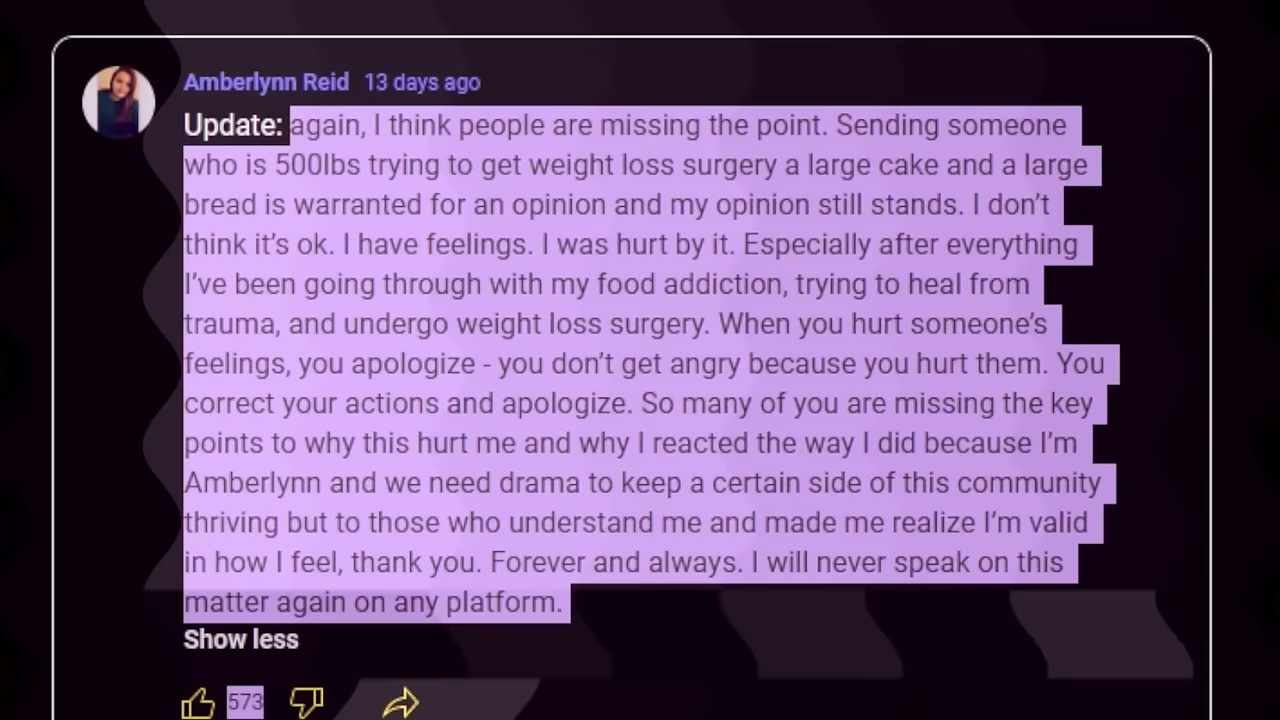 Amberlynn Reid 13 days ago
Update: again, I think people are missing the point. Sending someone
who is 500lbs trying to get weight loss surgery a large cake and a large
bread is warranted for an opinion and my opinion still stands. I don't
think it's ok. I have feelings. I was hurt by it. Especially after everything
I've been going through with my food addiction, trying to heal from
trauma, and undergo weight loss surgery. When you hurt someone's
feelings, you apologize - you don't get angry because you hurt them. You
correct your actions and apologize. So many of you are missing the key
points to why this hurt me and why I reacted the way I did because I'm
Amberlynn and we need drama to keep a certain side of this community
thriving but to those who understand me and made me realize I'm valid
in how I feel, thank you. Forever and always. I will never speak on this
matter again on any platform.
Show less
573